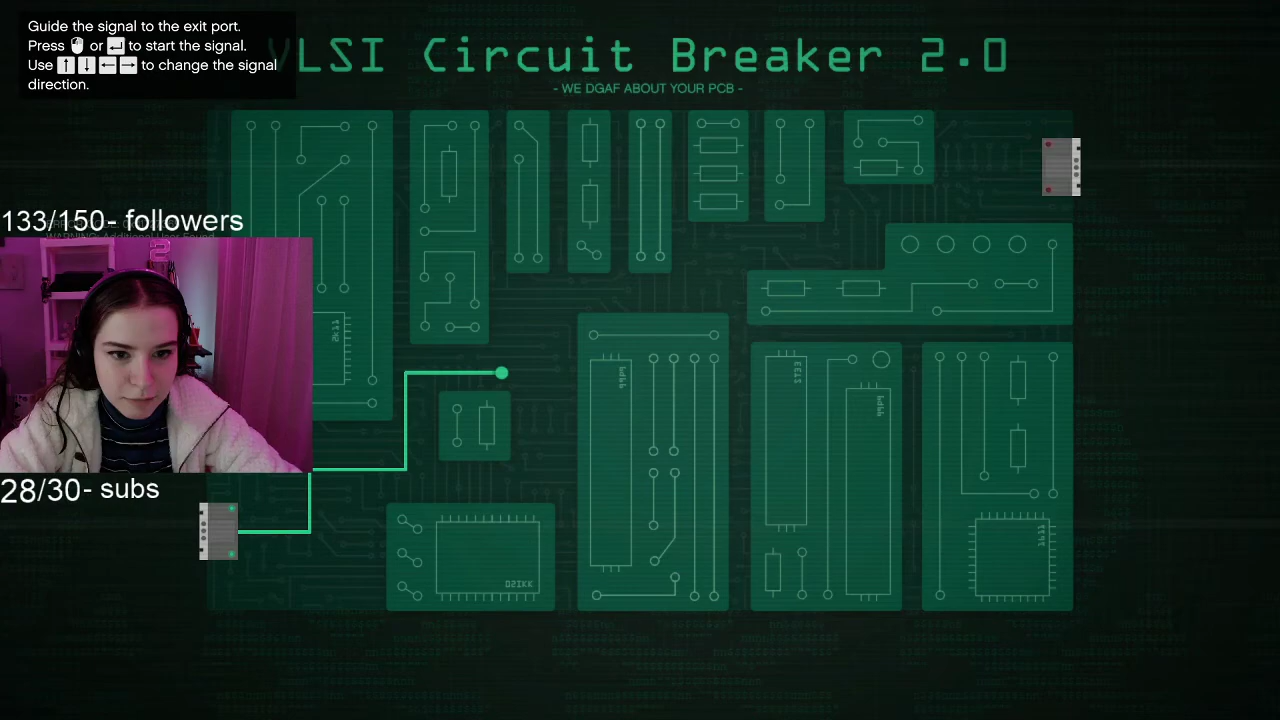 Guide the signal to the exit port.
Press or to start the signal.
Use ↑ ↓ ← → to change the signal
direction.
VLSI Circuit Breaker 2.0
- WE DGAF ABOUT YOUR PCB -
133/150- followers
28/30- subs